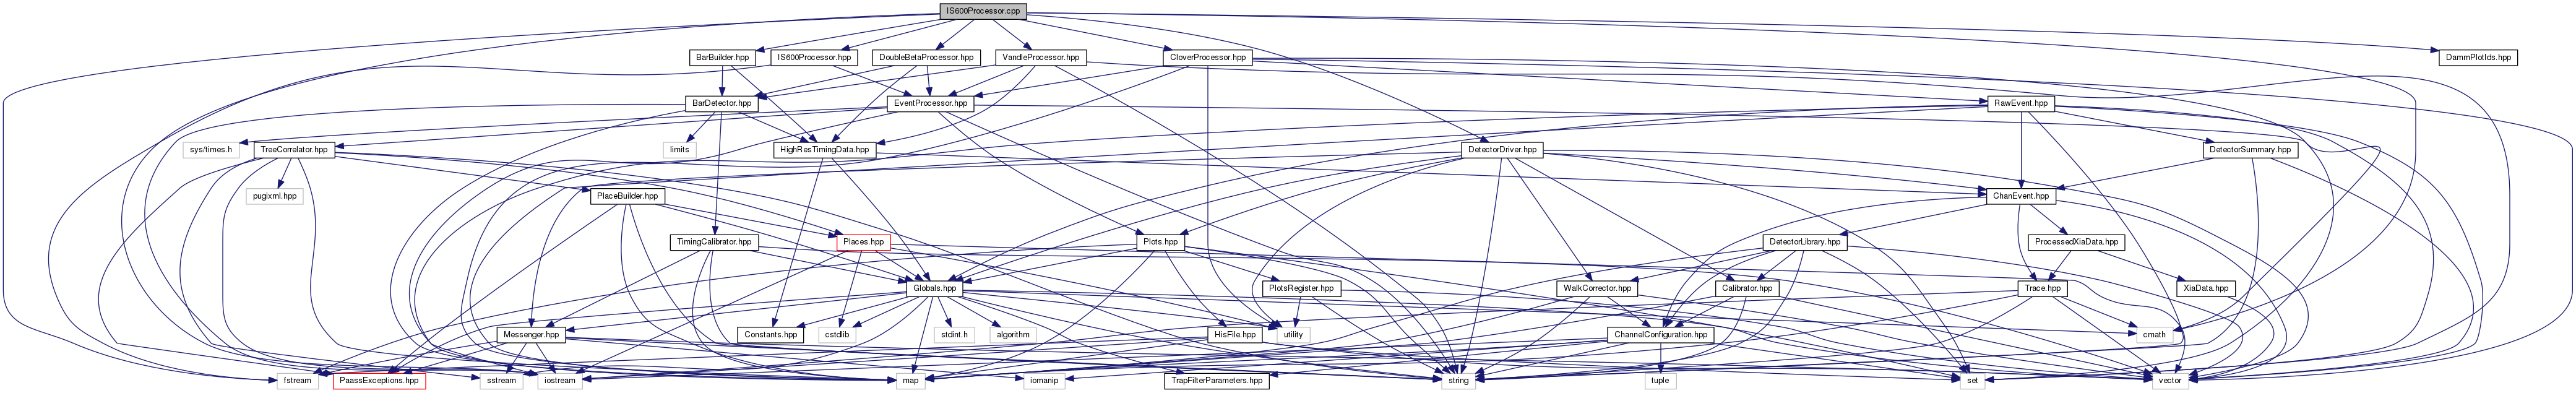 IS600Processor.cpp
BarBuilder.hpp
IS600Processor.hpp
DoubleBetaProcessor.hpp
VandleProcessor.hpp
CloverProcessor.hpp
DammPlotIds.hpp
BarDetector.hpp
EventProcessor.hpp
RawEvent.hpp
sys/times.h
TreeCorrelator.hpp
limits
HighResTimingData.hpp
DetectorDriver.hpp
DetectorSummary.hpp
pugixml.hpp
PlaceBuilder.hpp
ChanEvent.hpp
TimingCalibrator.hpp
Places.hpp
Plots.hpp
DetectorLibrary.hpp
ProcessedXiaData.hpp
Globals.hpp
PlotsRegister.hpp
WalkCorrector.hpp
Calibrator.hpp
Trace.hpp
XiaData.hpp
Messenger.hpp
Constants.hpp
cstdlib
stdint.h
algorithm
HisFile.hpp
utility
ChannelConfiguration.hpp
cmath
fstream
PaassExceptions.hpp
sstream
iostream
map
iomanip
TrapFilterParameters.hpp
string
tuple
set
vector